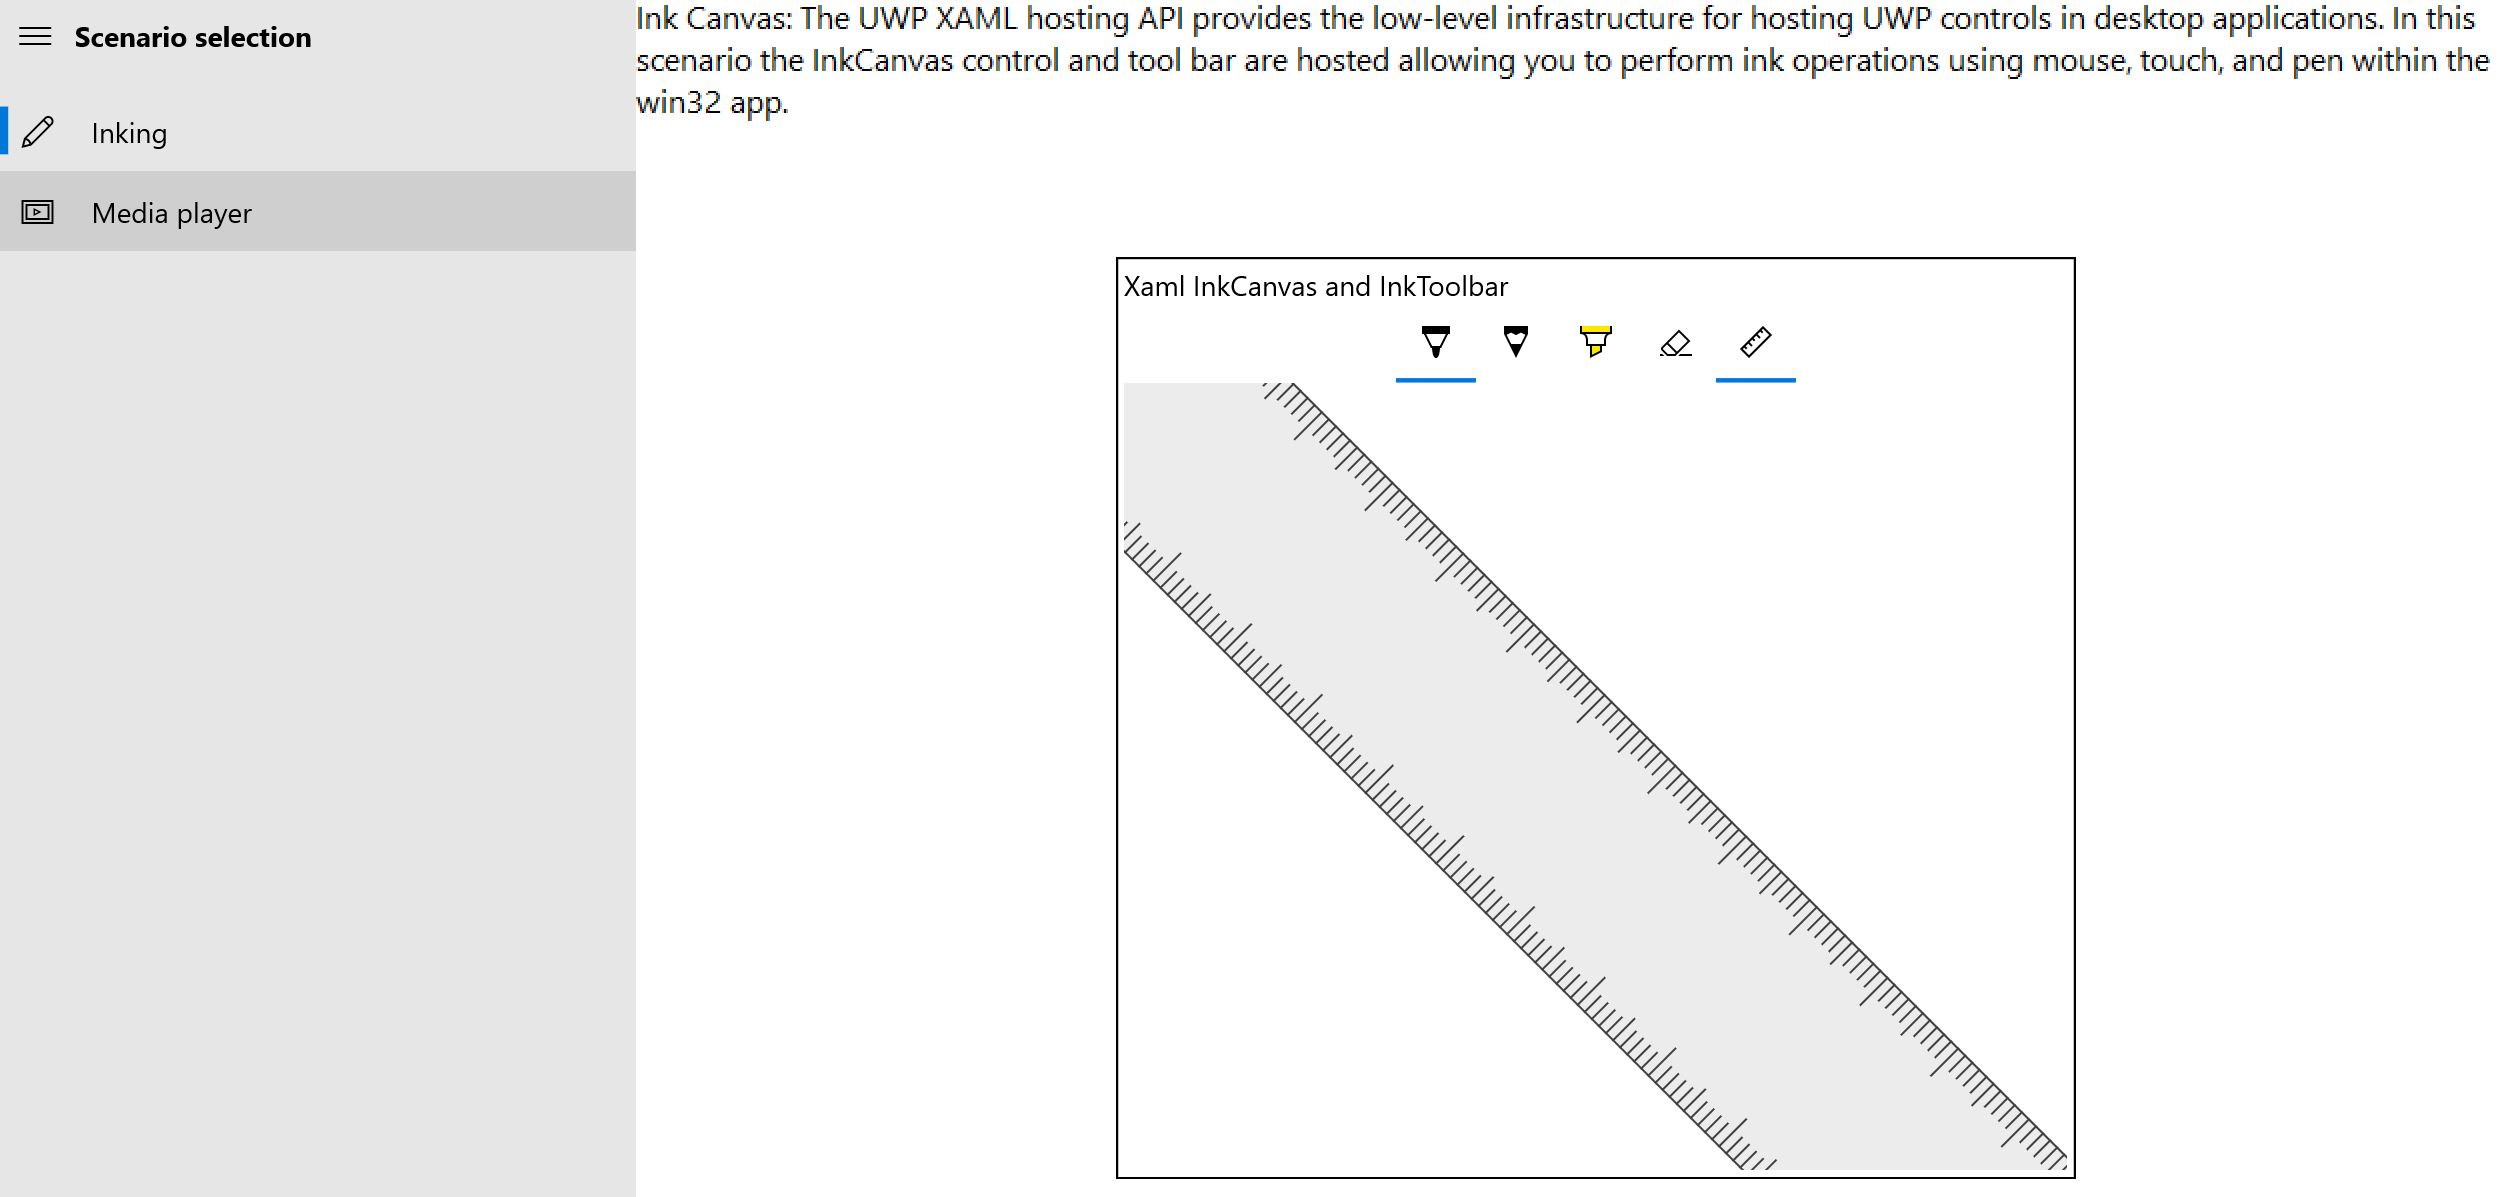 Scenario selection
Inking
Media player
Ink Canvas: The UWP XAML hosting API provides the low-level infrastructure for hosting UWP controls in desktop applications. In this
scenario the InkCanvas control and tool bar are hosted allowing you to perform ink operations using mouse, touch, and pen within the
win32 app.
Xaml InkCanvas and InkToolbar